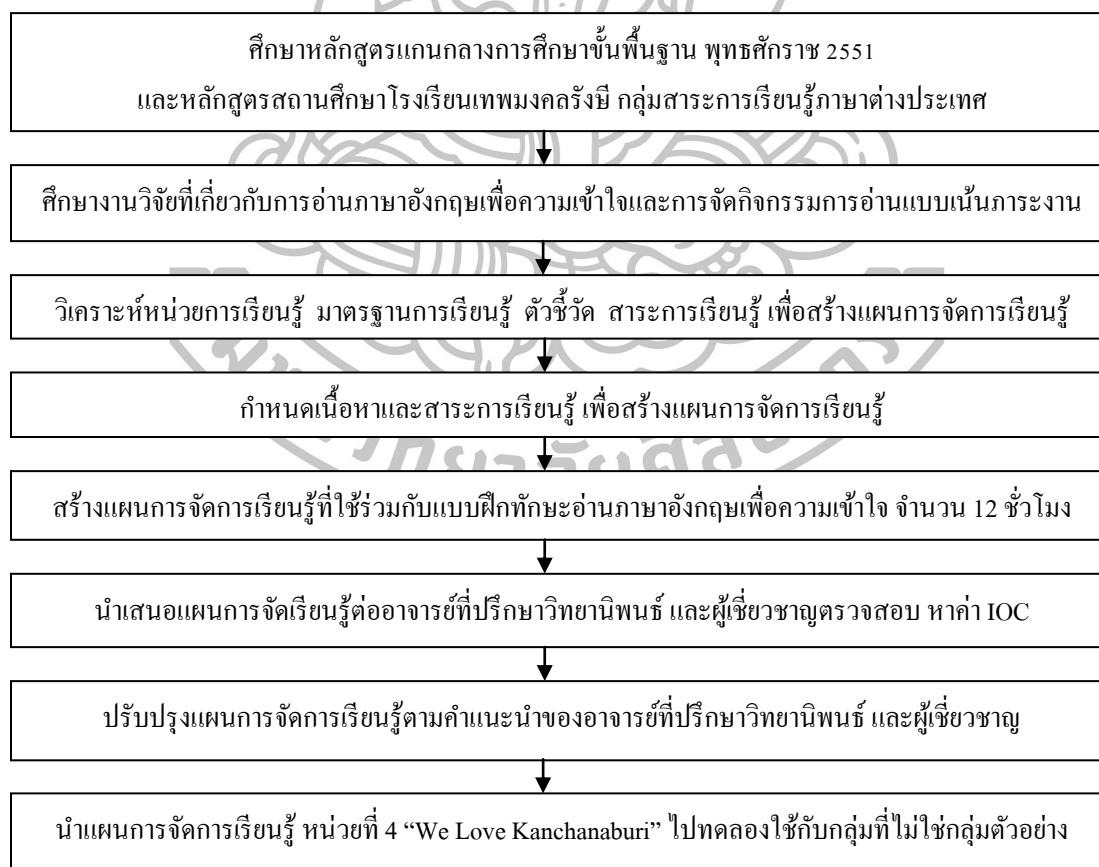 ศึกษาหลักสูตรแกนกลางการศึกษาขั้นพื้นฐาน พุทธศักราช 2551
และหลักสูตรสถานศึกษาโรงเรียนเทพมงคลรังษี กลุ่มสาระการเรียนรู้ภาษาต่างประเทศ
ศึกษางานวิจัยที่เกี่ยวกับการอ่านภาษาอังกฤษเพื่อความเข้าใจและการจัดกิจกรรมการอ่านแบบเน้นภาระงาน
วิเคราะห์หน่วยการเรียนรู้ มาตรฐานการเรียนรู้ ตัวชี้วัด สาระการเรียนรู้ เพื่อสร้างแผนการจัดการเรียนรู้
กำหนดเนื้อหาและสาระการเรียนรู้ เพื่อสร้างแผนการจัดการเรียนรู้
สร้างแผนการจัดการเรียนรู้ที่ใช้ร่วมกับแบบฝึกทักษะอ่านภาษาอังกฤษเพื่อความเข้าใจ จำนวน 12 ชั่วโมง
นำเสนอแผนการจัดเรียนรู้ต่ออาจารย์ที่ปรึกษาวิทยานิพนธ์ และผู้เชี่ยวชาญตรวจสอบ หาค่า IOC
ปรับปรุงแผนการจัดการเรียนรู้ตามคำแนะนำของอาจารย์ที่ปรึกษาวิทยานิพนธ์ และผู้เชี่ยวชาญ
นำแผนการจัดการเรียนรู้ หน่วยที่ 4 “We Love Kanchanaburi” ไปทดลองใช้กับกลุ่มที่ไม่ใช่กลุ่มตัวอย่าง